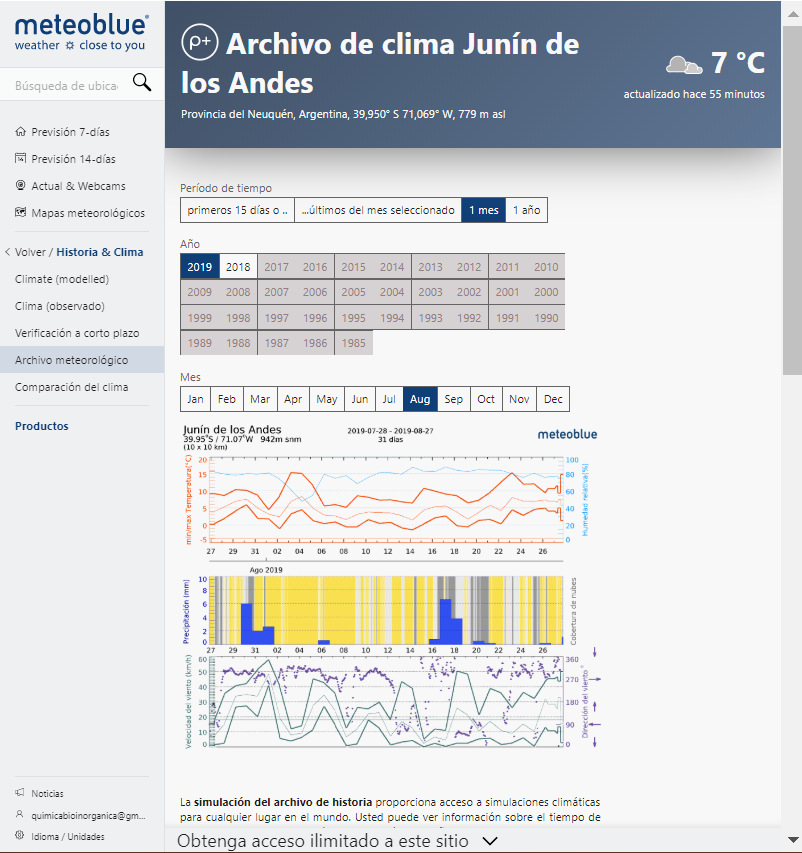 meteoblue®
weather ☼ close to you
Búsqueda de ubica
Previsión 7-días
Previsión 14-días
Actual & Webcams
Mapas meteorológicos
Volver / Historia & Clima
Climate (modelled)
Clima (observado)
Verificación a corto plazo
Archivo meteorológico
Comparación del clima
Productos
Noticias
quimicabioinorganica@gm...
Idioma / Unidades
ρ+ Archivo de clima Junín de
los Andes
Provincia del Neuquén, Argentina, 39,950° S 71,069° W, 779 m asl
7 °C
actualizado hace 55 minutos
Período de tiempo
primeros 15 días o .. ...últimos del mes seleccionado 1 mes 1 año
Año
2019 2018 2017 2016 2015 2014 2013 2012 2011 2010
2009 2008 2007 2006 2005 2004 2003 2002 2001 2000
1999 1998 1997 1996 1995 1994 1993 1992 1991 1990
1989 1988 1987 1986 1985
Mes
Jan Feb Mar Apr May Jun Jul Aug Sep Oct Nov Dec
Junín de los Andes
39.95°S / 71.07°W 942m snm
(10 x 10 km)
2019-07-28 - 2019-08-27
31 días
meteoblue
min/max Temperatura(°C)
20
15
10
5
0
-5
100
80
60
40
20
0
Humedad relativa(%)
27 29 31 02 04 06 08 10 12 14 16 18 20 22 24 26
Ago 2019
Precipitación (mm)
10
8
6
4
2
0
Cobertura de nubes
27 29 31 02 04 06 08 10 12 14 16 18 20 22 24 26
Velocidad del viento (km/h)
60
50
40
30
20
10
0
360
270
180
90
0
Dirección del viento
La simulación del archivo de historia proporciona acceso a simulaciones climáticas
para cualquier lugar en el mundo. Usted puede ver información sobre el tiempo de
Obtenga acceso ilimitado a este sitio